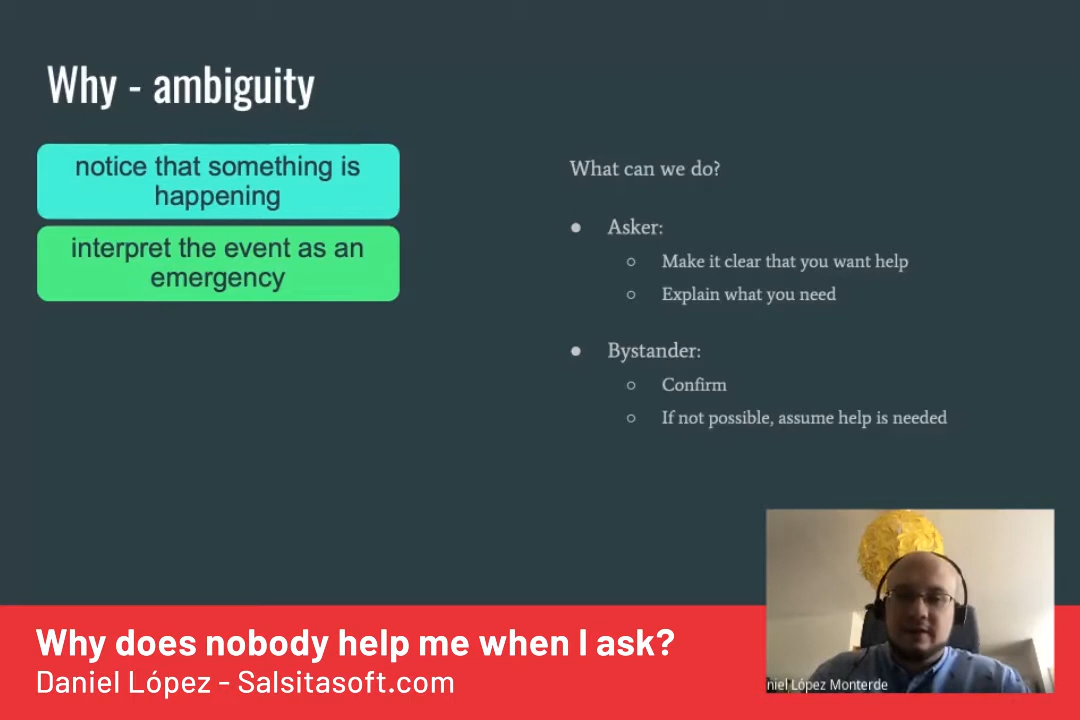 Why - ambiguity
notice that something is
happening
interpret the event as an
emergency
What can we do?
● Asker:
○ Make it clear that you want help
○ Explain what you need
● Bystander:
○ Confirm
○ If not possible, assume help is needed
Why does nobody help me when I ask?
Daniel López - Salsitasoft.com
niel López Monterde